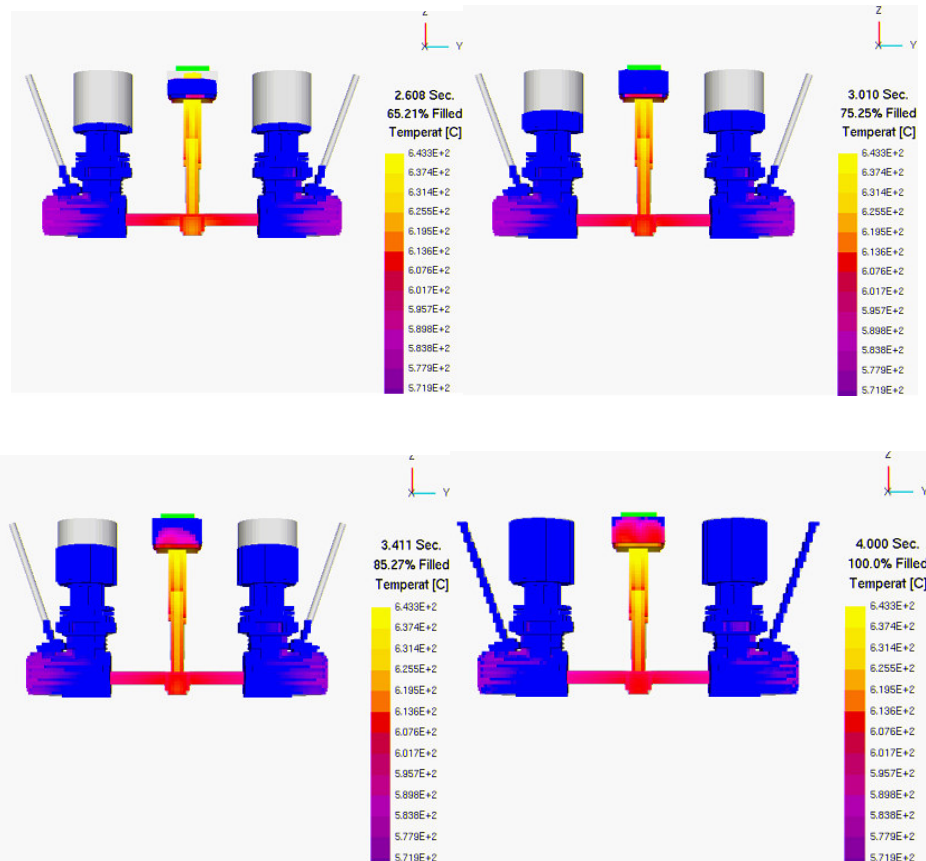 Z
X Y
2.608 Sec.
65.21% Filled
Temperat [C]
6.433E+2
6.374E+2
6.314E+2
6.255E+2
6.195E+2
6.136E+2
6.076E+2
6.017E+2
5.957E+2
5.898E+2
5.838E+2
5.779E+2
5.719E+2
Z
X Y
3.010 Sec.
75.25% Filled
Temperat [C]
6.433E+2
6.374E+2
6.314E+2
6.255E+2
6.195E+2
6.136E+2
6.076E+2
6.017E+2
5.957E+2
5.898E+2
5.838E+2
5.779E+2
5.719E+2
Z
X Y
3.411 Sec.
85.27% Filled
Temperat [C]
6.433E+2
6.374E+2
6.314E+2
6.255E+2
6.195E+2
6.136E+2
6.076E+2
6.017E+2
5.957E+2
5.898E+2
5.838E+2
5.779E+2
5.719E+2
Z
X Y
4.000 Sec.
100.0% Filled
Temperat [C]
6.433E+2
6.374E+2
6.314E+2
6.255E+2
6.195E+2
6.136E+2
6.076E+2
6.017E+2
5.957E+2
5.898E+2
5.838E+2
5.779E+2
5.719E+2